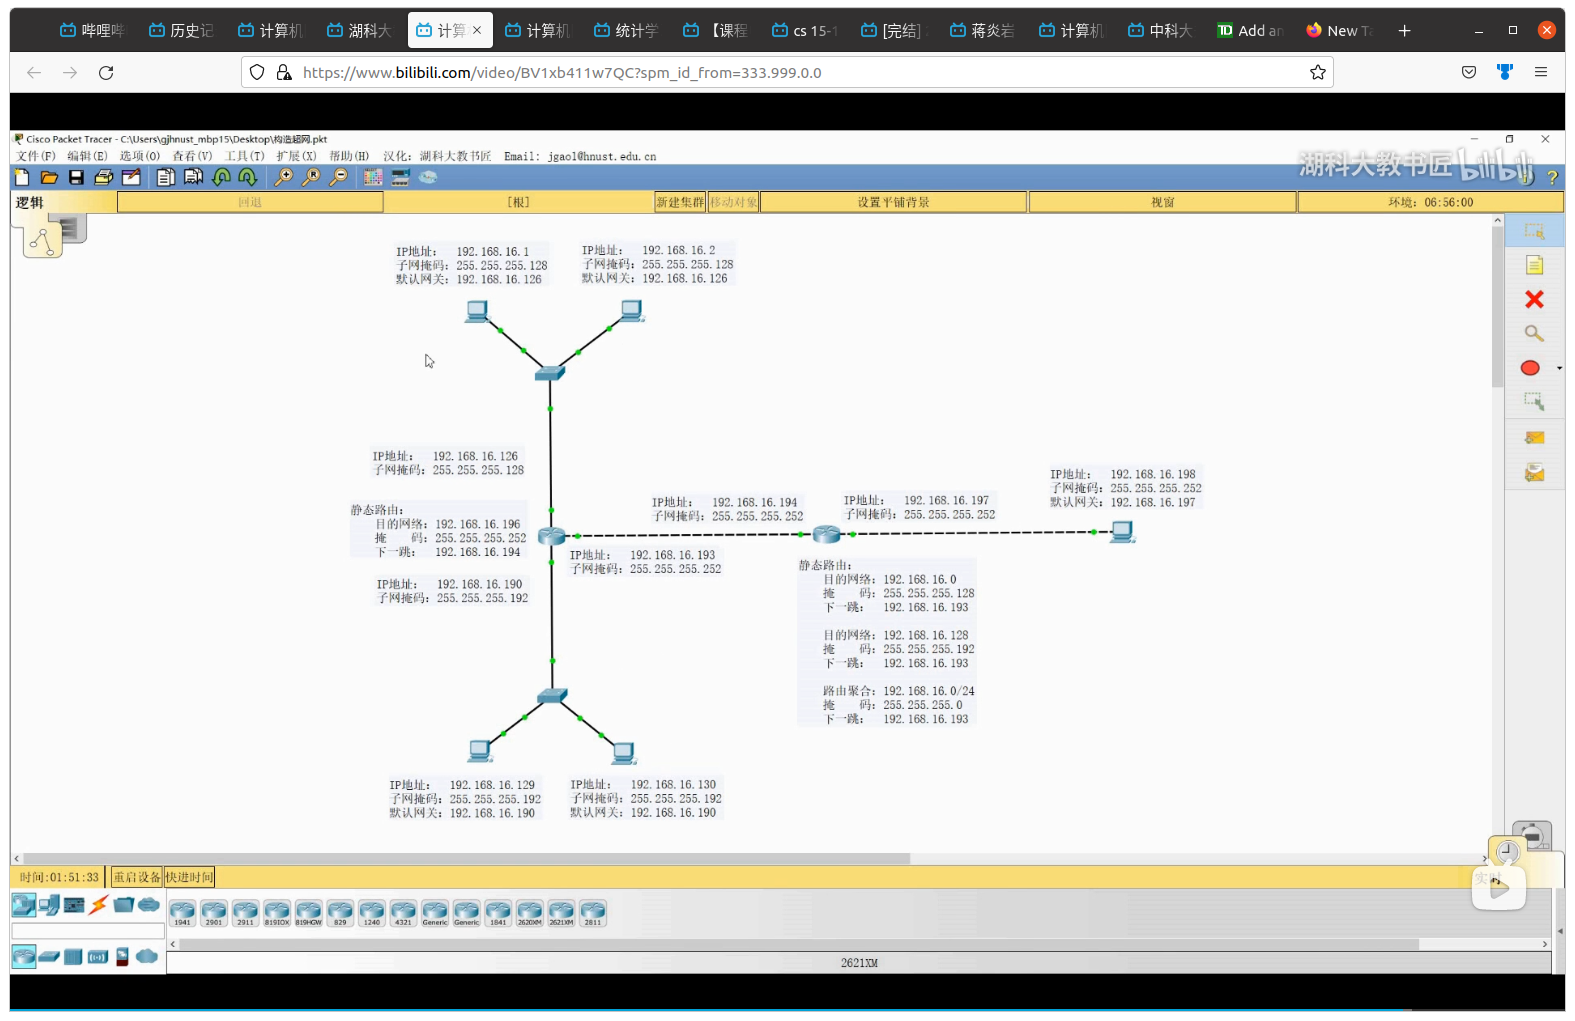 哔哩哔
历史记
计算机
湖科大
计算
计算机
统计学
【课程
cs 15-1
[完结]
蒋炎岩
计算机
中科大
Add an
New Ta
https://www.bilibili.com/video/BV1xb411w7QC?spm_id_from=333.999.0.0
Cisco Packet Tracer - C:\Users\gjhnust_mbp15\Desktop\构造超网.pkt
文件(F) 编辑(E) 选项(O) 查看(V) 工具(T) 扩展(X) 帮助(H) 汉化：湖科大教书匠 Email: jgaol@hnust.edu.cn
湖科大教书匠 bilibili
逻辑
回退
[根]
新建集群
移动对象
设置平铺背景
视窗
环境：06:56:00
IP地址： 192.168.16.1
子网掩码：255.255.255.128
默认网关：192.168.16.126
IP地址： 192.168.16.2
子网掩码：255.255.255.128
默认网关：192.168.16.126
IP地址： 192.168.16.126
子网掩码：255.255.255.128
静态路由：
目的网络：192.168.16.196
掩 码：255.255.255.252
下一跳： 192.168.16.194
IP地址： 192.168.16.190
子网掩码：255.255.255.192
IP地址： 192.168.16.193
子网掩码：255.255.255.252
IP地址： 192.168.16.194
子网掩码：255.255.255.252
IP地址： 192.168.16.197
子网掩码：255.255.255.252
IP地址： 192.168.16.198
子网掩码：255.255.255.252
默认网关：192.168.16.197
静态路由：
目的网络：192.168.16.0
掩 码：255.255.255.128
下一跳： 192.168.16.193
目的网络：192.168.16.128
掩 码：255.255.255.192
下一跳： 192.168.16.193
路由聚合：192.168.16.0/24
掩 码：255.255.255.0
下一跳： 192.168.16.193
IP地址： 192.168.16.129
子网掩码：255.255.255.192
默认网关：192.168.16.190
IP地址： 192.168.16.130
子网掩码：255.255.255.192
默认网关：192.168.16.190
时间：01:51:33
重启设备
快进时间
实时
1941
2901
2911
819IOX
819HGW
829
1240
4321
Generic
Generic
1841
2620XM
2621XM
2811
2621XM